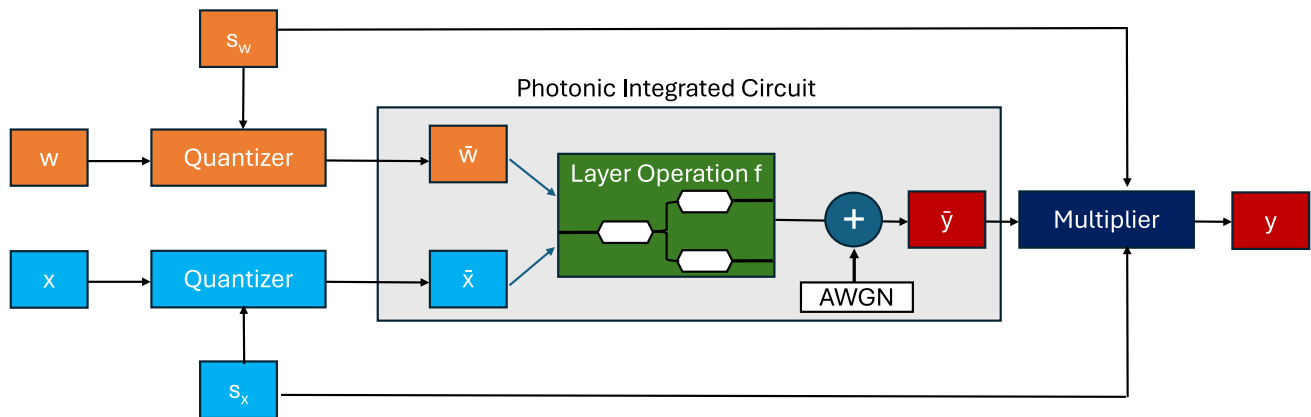 s_w
Photonic Integrated Circuit
w
Quantizer
w̄
Layer Operation f
x
Quantizer
x̄
+
AWGN
ȳ
Multiplier
y
s_x